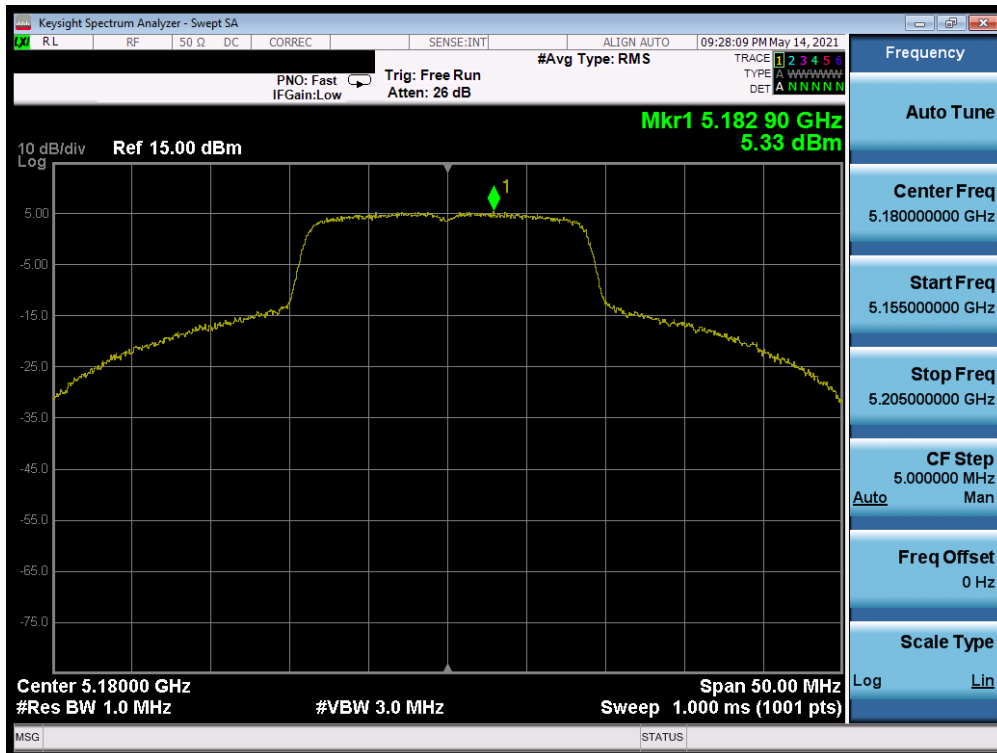 Keysight Spectrum Analyzer - Swept SA
LXI RL RF 50 Ω DC CORREC SENSE:INT ALIGN AUTO 09:28:09 PM May 14, 2021
PNO: Fast
IFGain:Low
Trig: Free Run
Atten: 26 dB
#Avg Type: RMS
TRACE 1 2 3 4 5 6
TYPE A WWWWW
DET A N N N N N
Mkr1 5.182 90 GHz
5.33 dBm
10 dB/div
Log
Ref 15.00 dBm
1
5.00
-5.00
-15.0
-25.0
-35.0
-45.0
-55.0
-65.0
-75.0
Center 5.18000 GHz
Span 50.00 MHz
#Res BW 1.0 MHz
#VBW 3.0 MHz
Sweep 1.000 ms (1001 pts)
MSG
STATUS
Frequency
Auto Tune
Center Freq
5.180000000 GHz
Start Freq
5.155000000 GHz
Stop Freq
5.205000000 GHz
CF Step
5.000000 MHz
Auto Man
Freq Offset
0 Hz
Scale Type
Log Lin